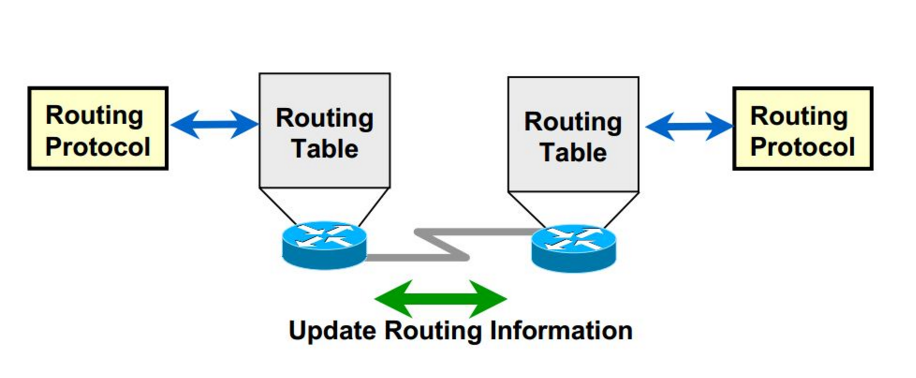 Routing
Protocol
Routing
Table
Routing
Table
Routing
Protocol
Update Routing Information